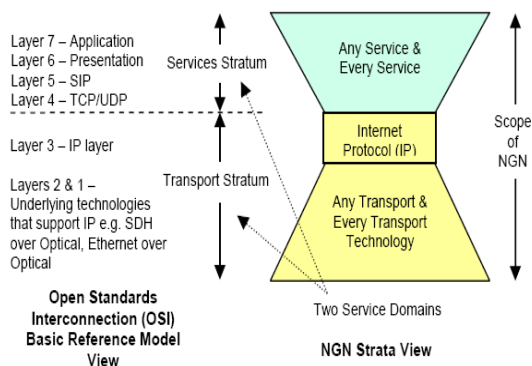 Layer 7 – Application
Layer 6 – Presentation
Layer 5 – SIP
Layer 4 – TCP/UDP
Layer 3 – IP layer
Layers 2 & 1 –
Underlying technologies
that support IP e.g. SDH
over Optical, Ethernet over
Optical
Open Standards
Interconnection (OSI)
Basic Reference Model
View
Services Stratum
Transport Stratum
Any Service &
Every Service
Internet
Protocol (IP)
Any Transport &
Every Transport
Technology
Two Service Domains
NGN Strata View
Scope
of
NGN